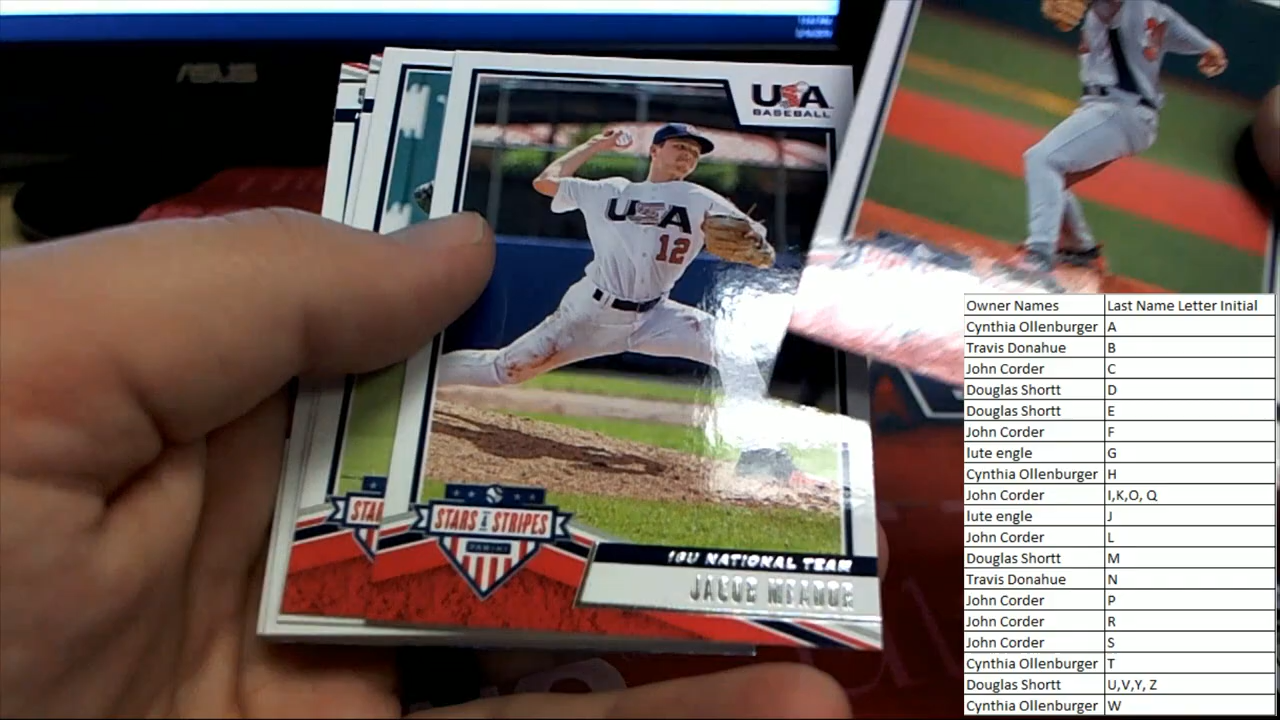 ASUS
USA
BASEBALL
USA
12
STARS & STRIPES
PANINI
STAR
18U NATIONAL TEAM
JACOB MEADOR
Owner Names Last Name Letter Initial
Cynthia Ollenburger A
Travis Donahue B
John Corder C
Douglas Shortt D
Douglas Shortt E
John Corder F
lute engle G
Cynthia Ollenburger H
John Corder I,K,O, Q
lute engle J
John Corder L
Douglas Shortt M
Travis Donahue N
John Corder P
John Corder R
John Corder S
Cynthia Ollenburger T
Douglas Shortt U,V,Y, Z
Cynthia Ollenburger W